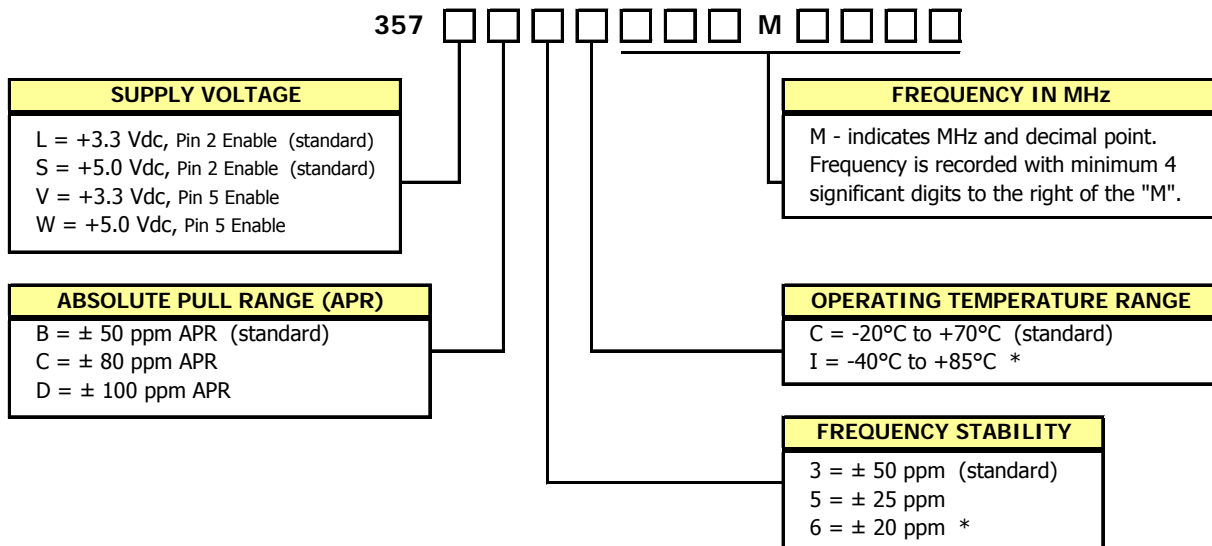 357 M
SUPPLY VOLTAGE
L = +3.3 Vdc, Pin 2 Enable (standard)
S = +5.0 Vdc, Pin 2 Enable (standard)
V = +3.3 Vdc, Pin 5 Enable
W = +5.0 Vdc, Pin 5 Enable
FREQUENCY IN MHz
M - indicates MHz and decimal point.
Frequency is recorded with minimum 4
significant digits to the right of the "M".
ABSOLUTE PULL RANGE (APR)
B = ± 50 ppm APR (standard)
C = ± 80 ppm APR
D = ± 100 ppm APR
OPERATING TEMPERATURE RANGE
C = -20°C to +70°C (standard)
I = -40°C to +85°C *
FREQUENCY STABILITY
3 = ± 50 ppm (standard)
5 = ± 25 ppm
6 = ± 20 ppm *